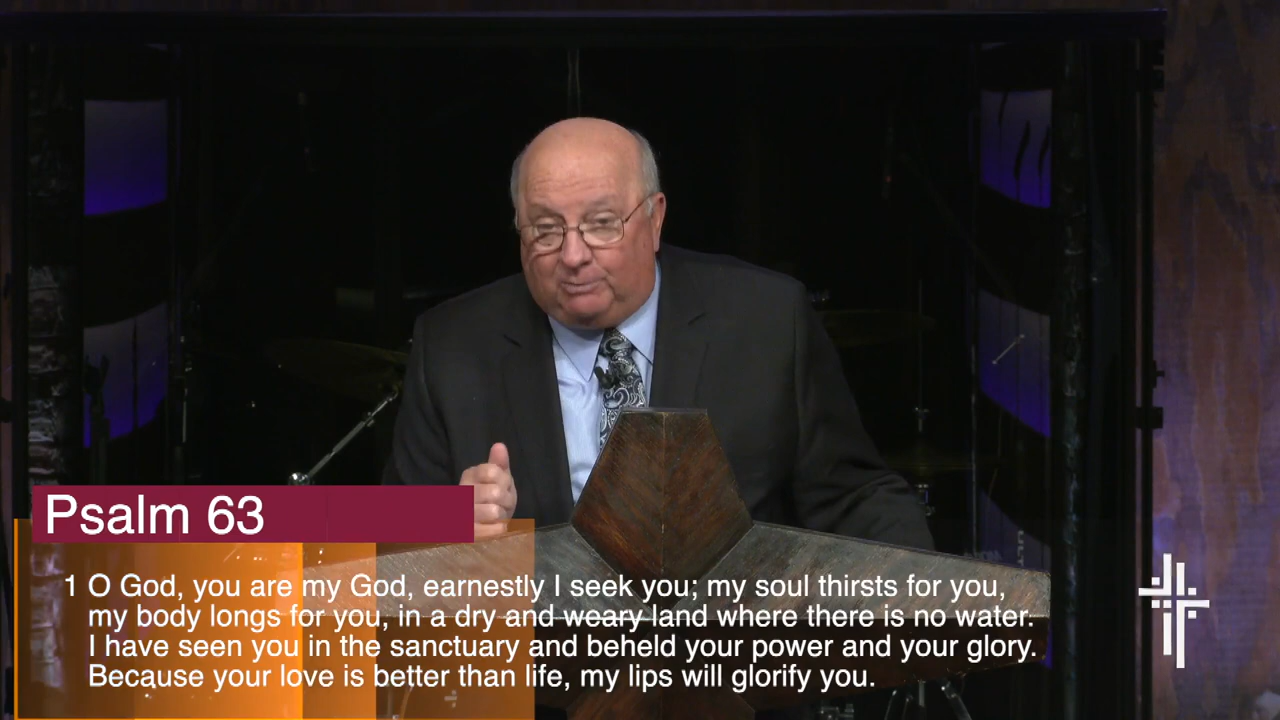 Psalm 63
1 O God, you are my God, earnestly I seek you; my soul thirsts for you,
my body longs for you, in a dry and weary land where there is no water.
I have seen you in the sanctuary and beheld your power and your glory.
Because your love is better than life, my lips will glorify you.